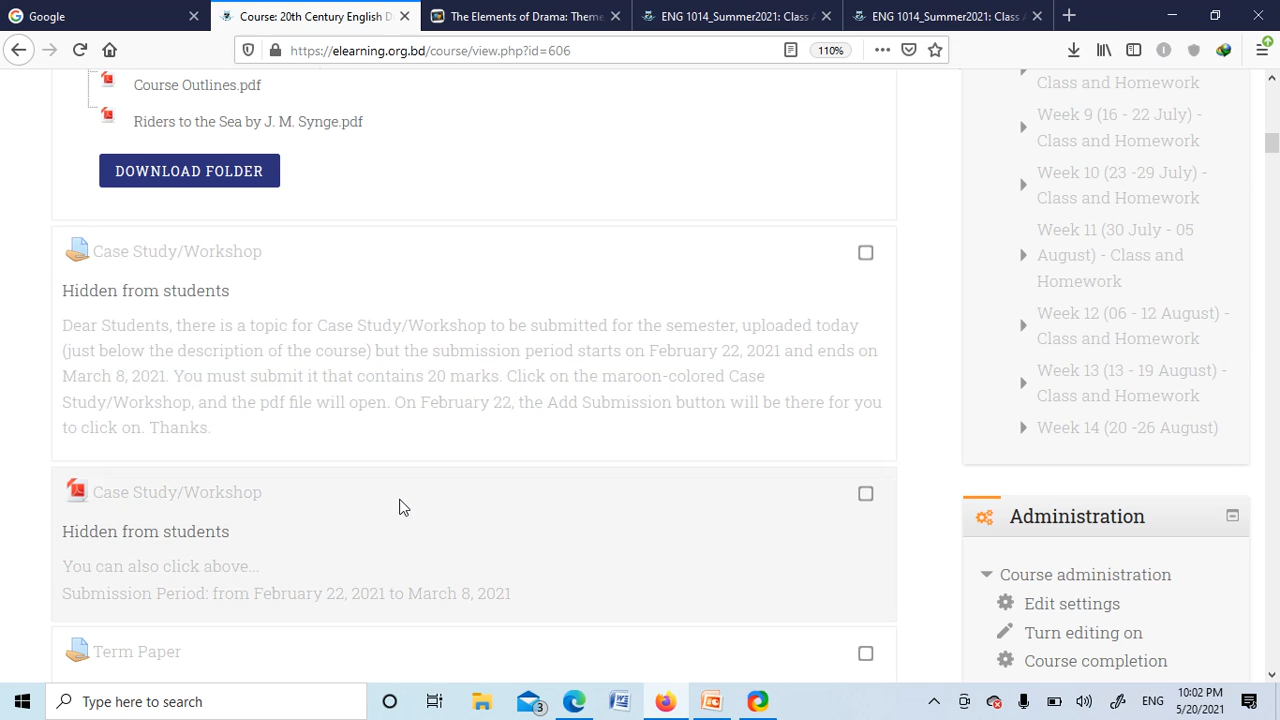 Google
Course: 20th Century English D
The Elements of Drama: Theme
ENG 1014_Summer2021: Class A
ENG 1014_Summer2021: Class A
https://elearning.org.bd/course/view.php?id=606
110%
Course Outlines.pdf
Riders to the Sea by J. M. Synge.pdf
DOWNLOAD FOLDER
Case Study/Workshop
Hidden from students
Dear Students, there is a topic for Case Study/Workshop to be submitted for the semester, uploaded today
(just below the description of the course) but the submission period starts on February 22, 2021 and ends on
March 8, 2021. You must submit it that contains 20 marks. Click on the maroon-colored Case
Study/Workshop, and the pdf file will open. On February 22, the Add Submission button will be there for you
to click on. Thanks.
Case Study/Workshop
Hidden from students
You can also click above...
Submission Period: from February 22, 2021 to March 8, 2021
Term Paper
Class and Homework
Week 9 (16 - 22 July) -
Class and Homework
Week 10 (23 -29 July) -
Class and Homework
Week 11 (30 July - 05
August) - Class and
Homework
Week 12 (06 - 12 August) -
Class and Homework
Week 13 (13 - 19 August) -
Class and Homework
Week 14 (20 -26 August)
Administration
Course administration
Edit settings
Turn editing on
Course completion
Type here to search
3
ENG
10:02 PM
5/20/2021